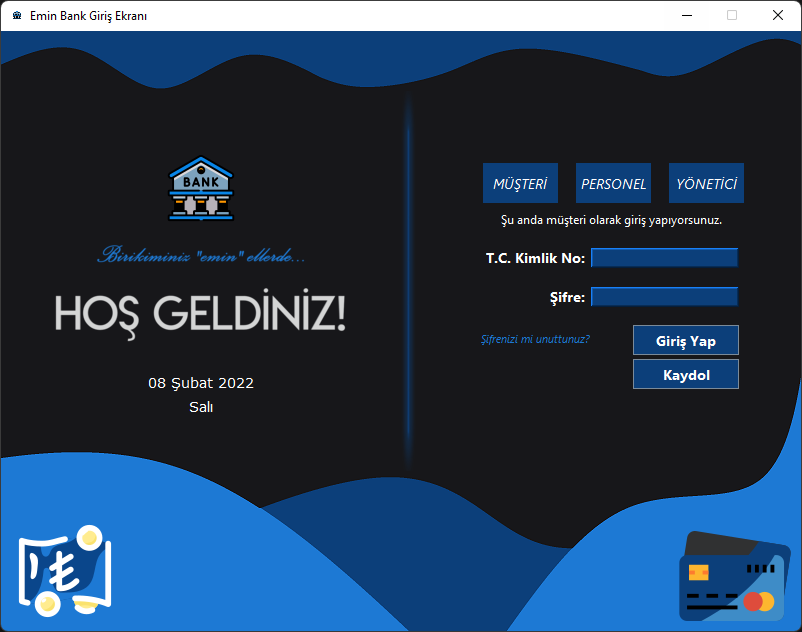 Emin Bank Giriş Ekranı
BANK
Birikiminiz "emin" ellerde...
HOŞ GELDİNİZ!
08 Şubat 2022
Salı
MÜŞTERİ PERSONEL YÖNETİCİ
Şu anda müşteri olarak giriş yapıyorsunuz.
T.C. Kimlik No:
Şifre:
Şifrenizi mi unuttunuz?
Giriş Yap
Kaydol